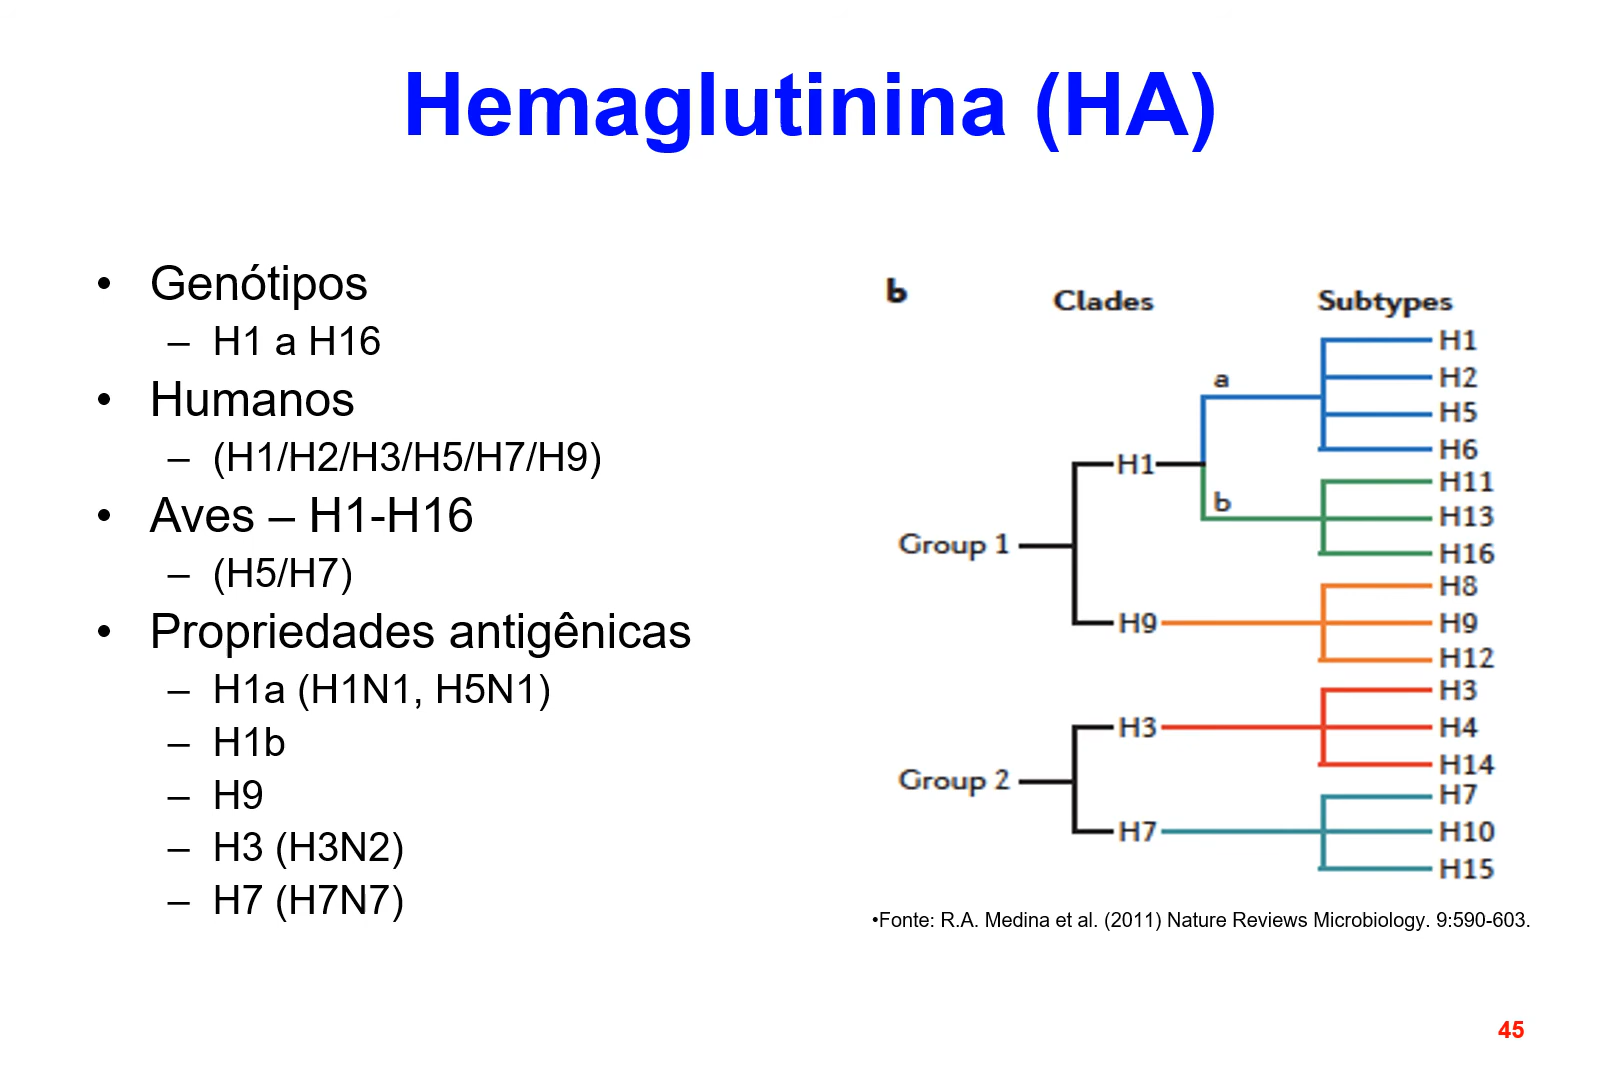 Hemaglutinina (HA)
• Genótipos
– H1 a H16
• Humanos
– (H1/H2/H3/H5/H7/H9)
• Aves – H1-H16
– (H5/H7)
• Propriedades antigênicas
– H1a (H1N1, H5N1)
– H1b
– H9
– H3 (H3N2)
– H7 (H7N7)
b
Clades Subtypes
H1
a
H2
H5
H6
H1
H11
b
H13
Group 1
H16
H8
H9 H9
H12
H3
H3 H4
H14
Group 2
H7
H7 H10
H15
•Fonte: R.A. Medina et al. (2011) Nature Reviews Microbiology. 9:590-603.
45